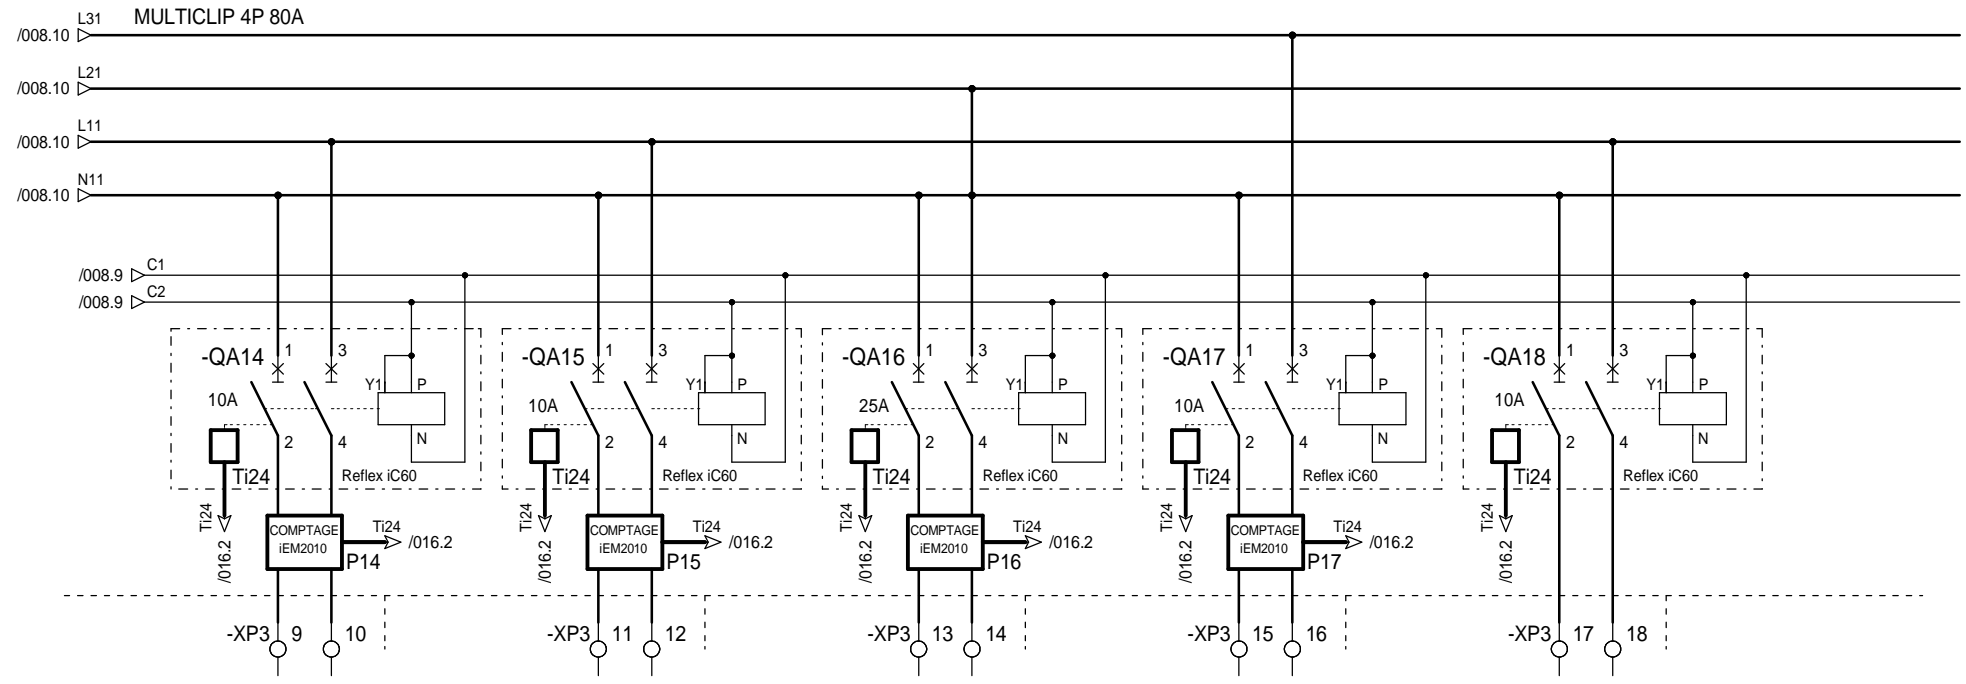 L31 MULTICLIP 4P 80A
/008.10
L21
/008.10
L11
/008.10
N11
/008.10
/008.9 C1
/008.9 C2
-QA14 1 3
Y1 P
10A
2 4 N
Ti24 Reflex iC60
Ti24 /016.2
COMPTAGE iEM2010
Ti24 /016.2
P14
-XP3 9 10
-QA15 1 3
Y1 P
10A
2 4 N
Ti24 Reflex iC60
Ti24 /016.2
COMPTAGE iEM2010
Ti24 /016.2
P15
-XP3 11 12
-QA16 1 3
Y1 P
25A
2 4 N
Ti24 Reflex iC60
Ti24 /016.2
COMPTAGE iEM2010
Ti24 /016.2
P16
-XP3 13 14
-QA17 1 3
Y1 P
10A
2 4 N
Ti24 Reflex iC60
Ti24 /016.2
COMPTAGE iEM2010
Ti24 /016.2
P17
-XP3 15 16
-QA18 1 3
Y1 P
10A
2 4 N
Ti24 Reflex iC60
Ti24 /016.2
-XP3 17 18